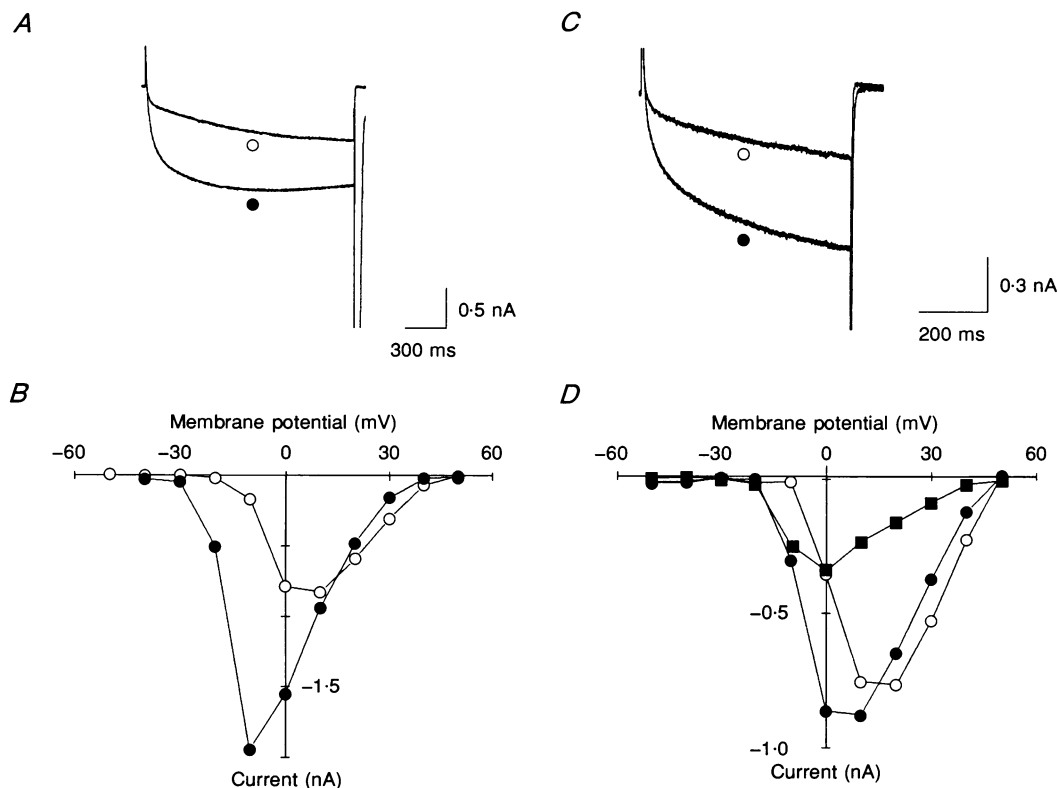 A
C
0·5 nA
300 ms
0·3 nA
200 ms
B
Membrane potential (mV)
−60 −30 0 30 60
−1·5
Current (nA)
D
Membrane potential (mV)
−60 −30 0 30 60
−0·5
−1·0
Current (nA)